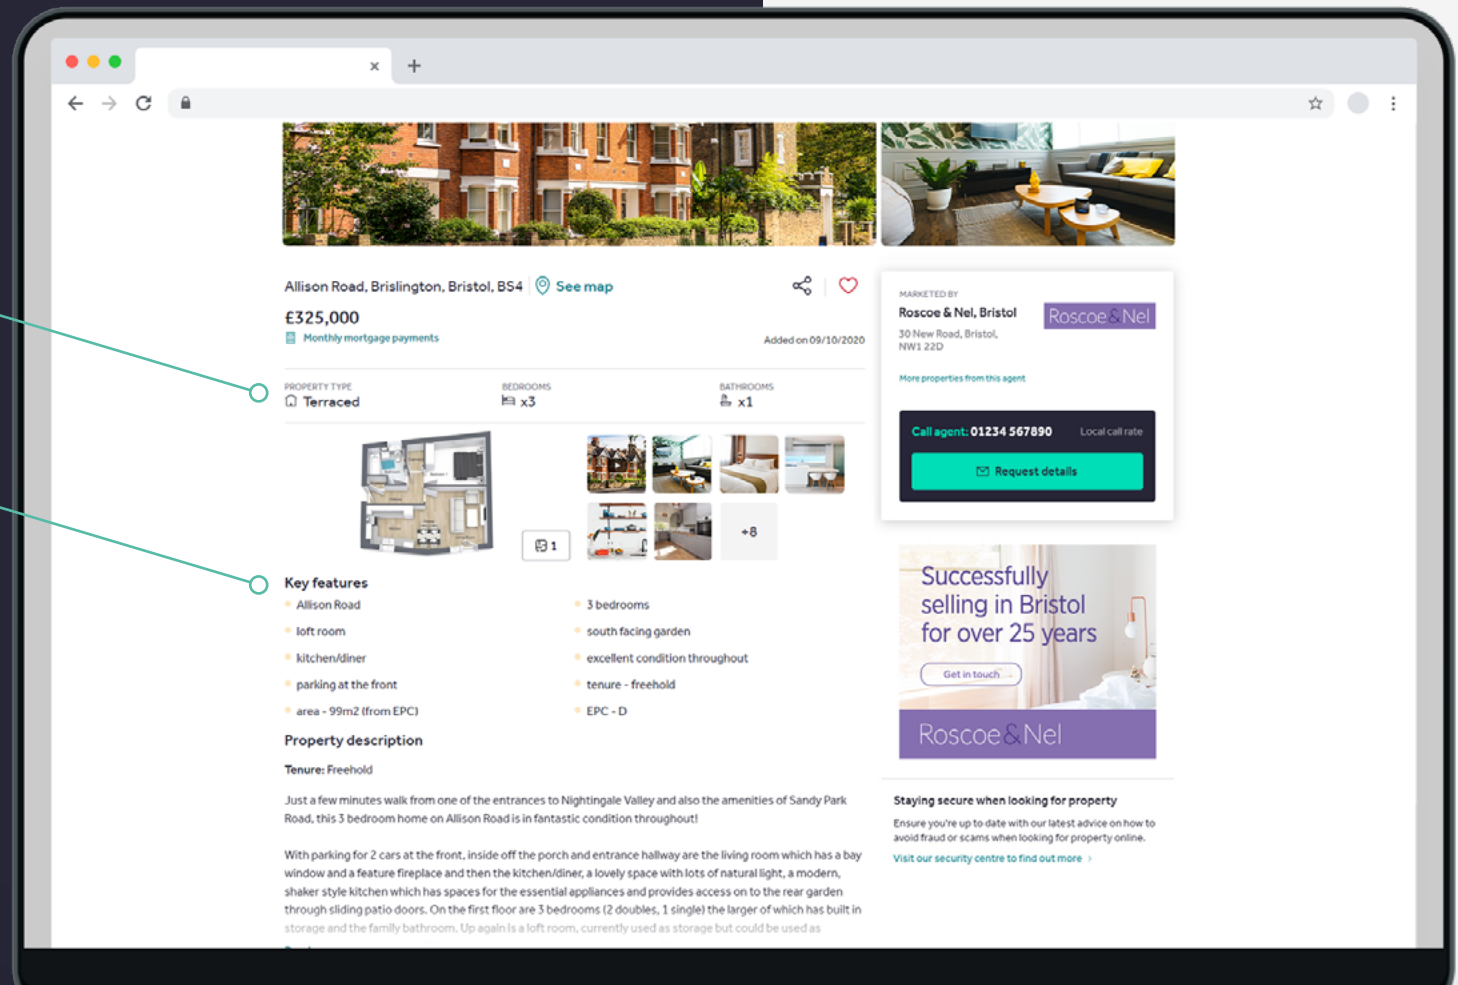 Allison Road, Brislington, Bristol, BS4
See map
£325,000
Monthly mortgage payments
Added on 09/10/2020
PROPERTY TYPE
Terraced
BEDROOMS
x3
BATHROOMS
x1
1
+8
Key features
Allison Road
3 bedrooms
loft room
south facing garden
kitchen/diner
excellent condition throughout
parking at the front
tenure - freehold
area - 99m2 (from EPC)
EPC - D
Property description
Tenure: Freehold
Just a few minutes walk from one of the entrances to Nightingale Valley and also the amenities of Sandy Park
Road, this 3 bedroom home on Allison Road is in fantastic condition throughout!
With parking for 2 cars at the front, inside off the porch and entrance hallway are the living room which has a bay
window and a feature fireplace and then the kitchen/diner, a lovely space with lots of natural light, a modern,
shaker style kitchen which has spaces for the essential appliances and provides access on to the rear garden
through sliding patio doors. On the first floor are 3 bedrooms (2 doubles, 1 single) the larger of which has built in
storage and the family bathroom. Up again is a loft room, currently used as storage but could be used as
MARKETED BY
Roscoe & Nel, Bristol
30 New Road, Bristol,
NW1 22D
Roscoe&Nel
More properties from this agent
Call agent: 01234 567890
Local call rate
Request details
Successfully
selling in Bristol
for over 25 years
Get in touch
Roscoe&Nel
Staying secure when looking for property
Ensure you're up to date with our latest advice on how to
avoid fraud or scams when looking for property online.
Visit our security centre to find out more